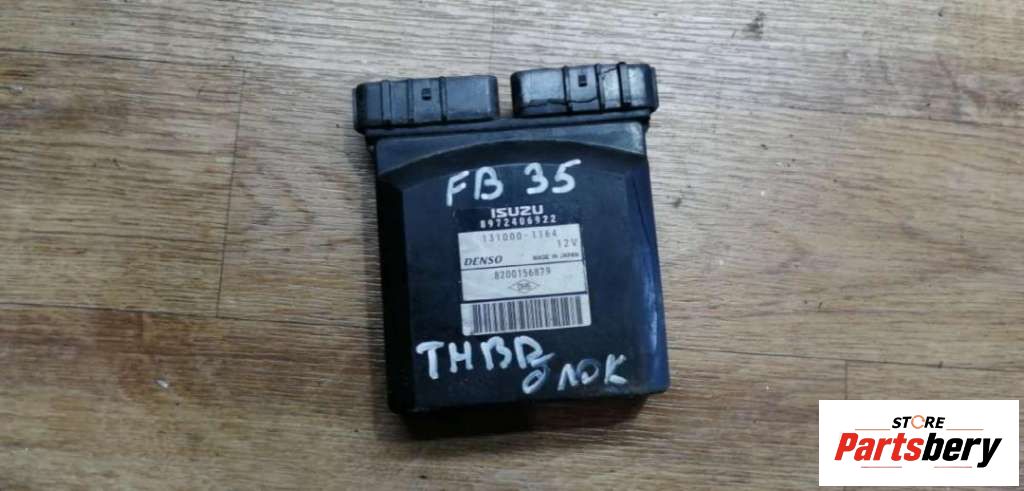 FB 35
ISUZU
8972406922
131000-1164
12V
DENSO MADE IN JAPAN
8200156879
ТНВД
блок
STORE
Partsbery